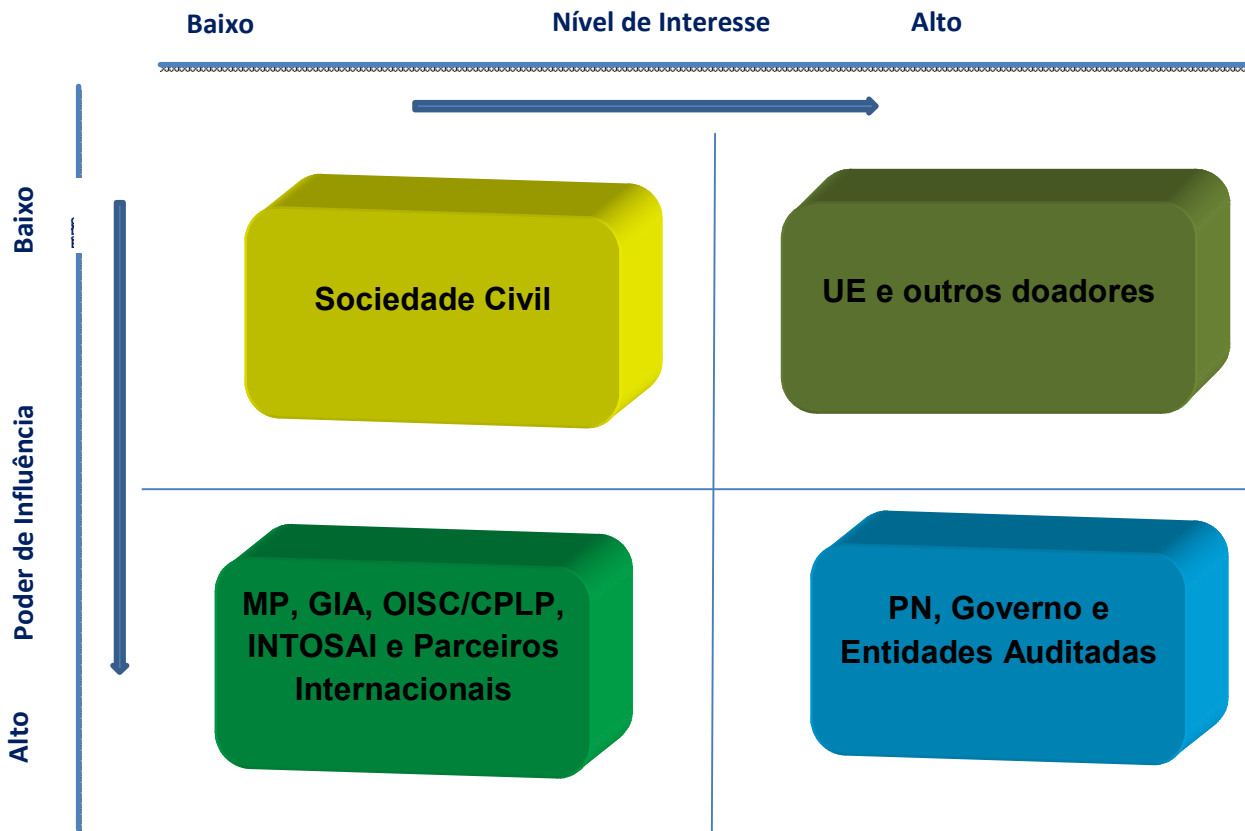 Baixo
Nível de Interesse
Alto
Baixo
Poder de Influência
Alto
Sociedade Civil
UE e outros doadores
MP, GIA, OISC/CPLP,
INTOSAI e Parceiros
Internacionais
PN, Governo e
Entidades Auditadas